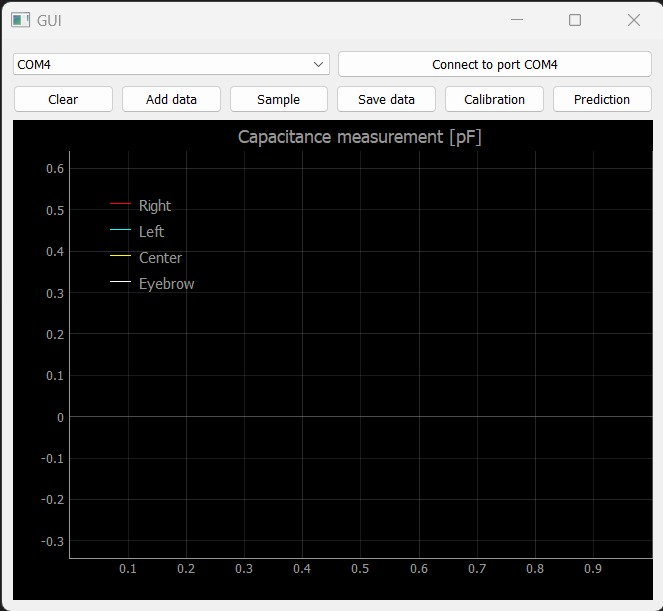 GUI
COM4
Connect to port COM4
Clear
Add data
Sample
Save data
Calibration
Prediction
Capacitance measurement [pF]
0.6
0.5
0.4
0.3
0.2
0.1
0
-0.1
-0.2
-0.3
Right
Left
Center
Eyebrow
0.1
0.2
0.3
0.4
0.5
0.6
0.7
0.8
0.9